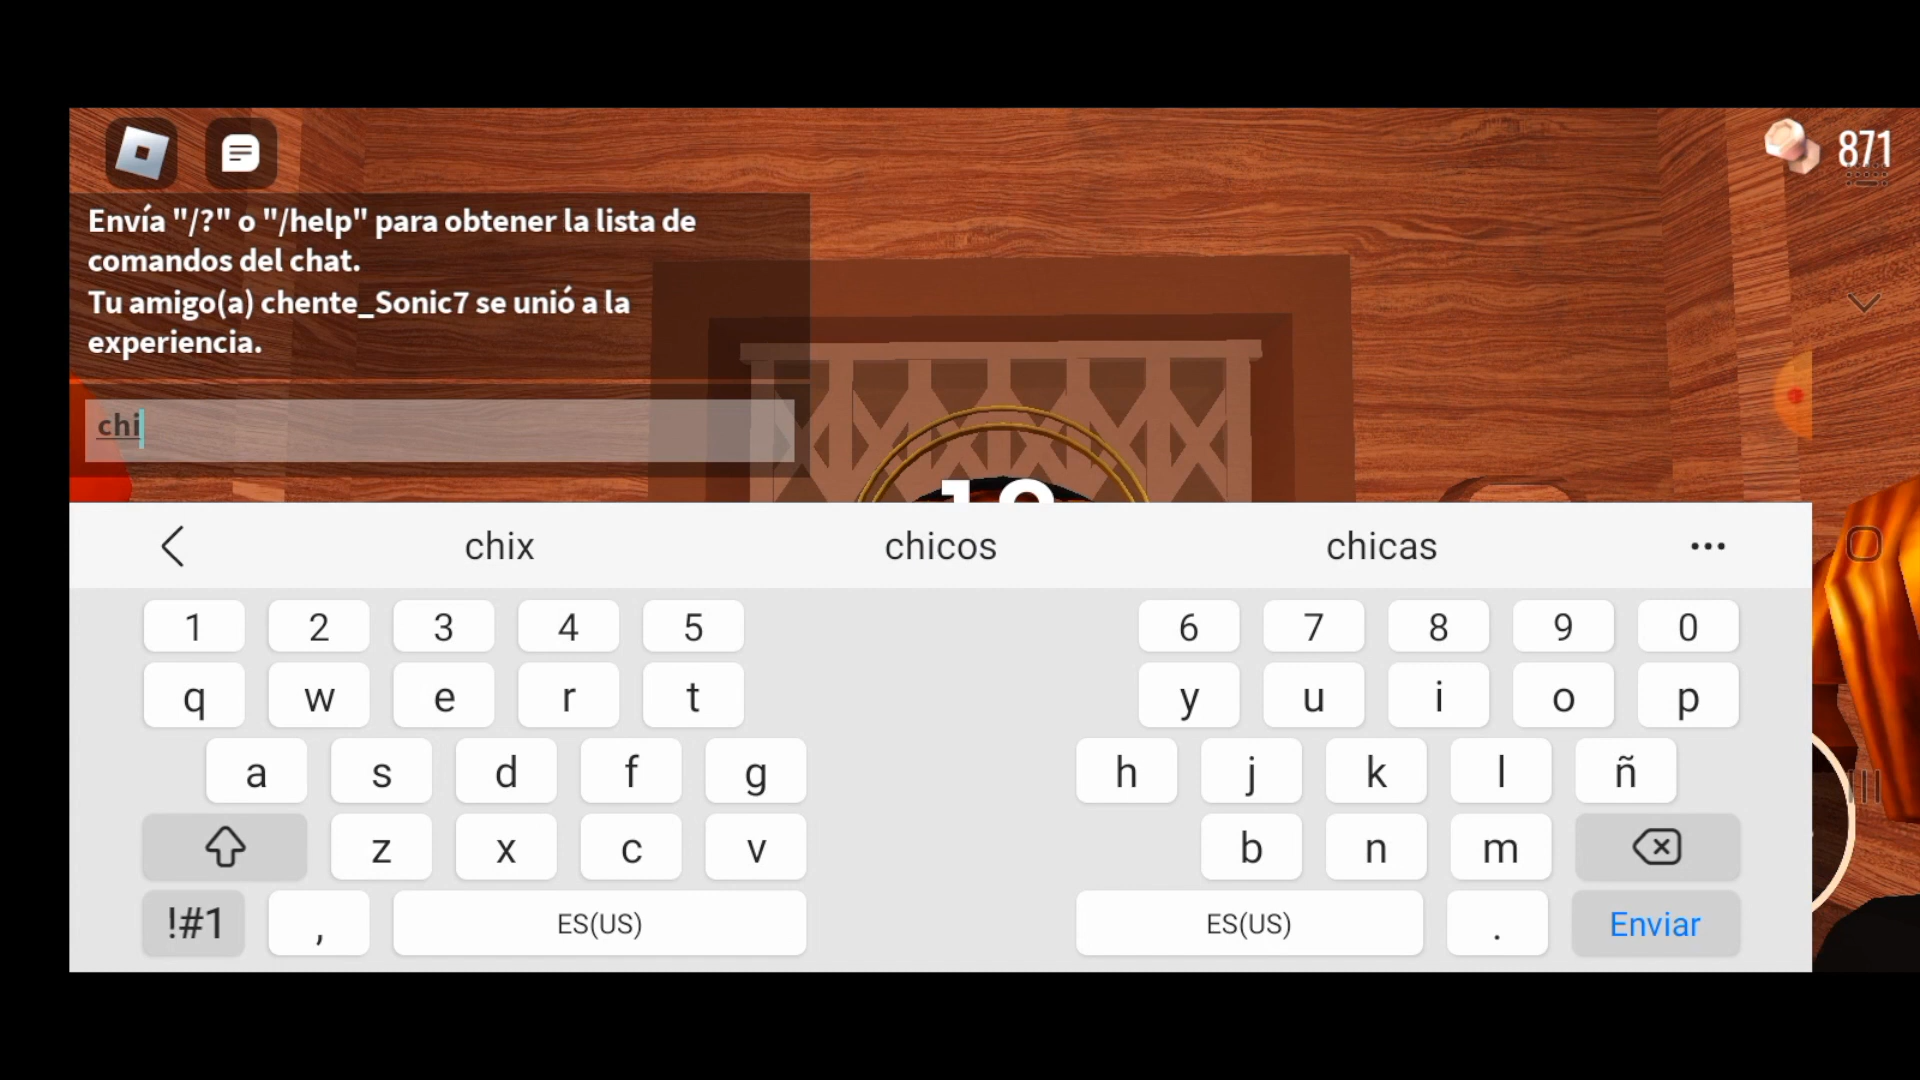 871
Envía "/?" o "/help" para obtener la lista de
comandos del chat.
Tu amigo(a) chente_Sonic7 se unió a la
experiencia.
chi
chix chicos chicas
1 2 3 4 5 6 7 8 9 0
q w e r t y u i o p
a s d f g h j k l ñ
z x c v b n m
!#1 , ES(US) ES(US) . Enviar